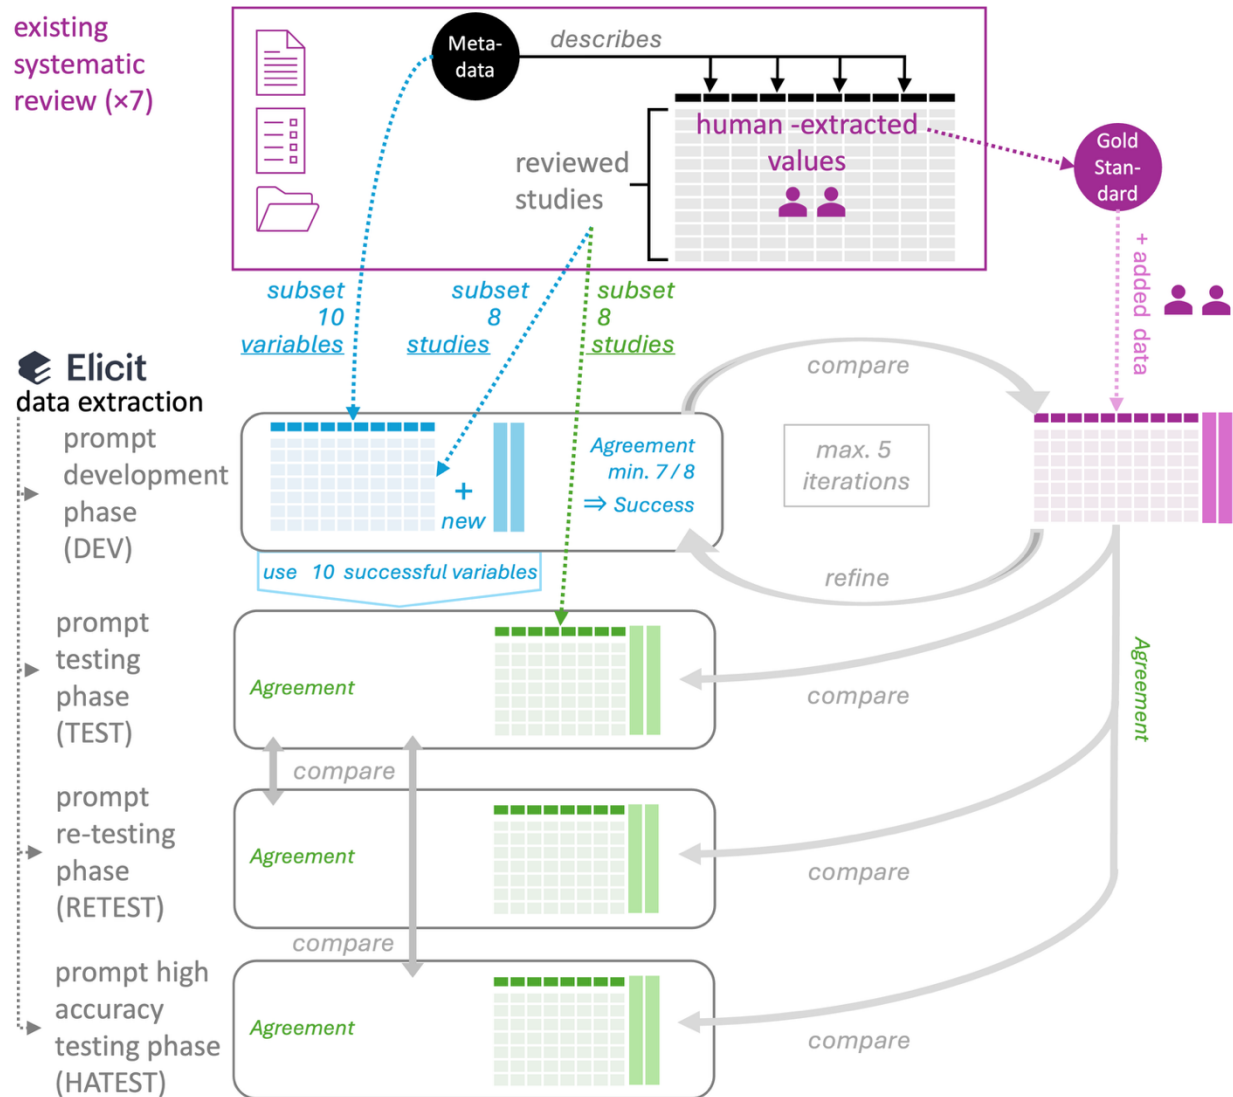 existing
systematic
review (×7)
Meta-
data
describes
human -extracted
values
reviewed
studies
Gold
Stan-
dard
+ added data
subset
10
variables
subset
8
studies
subset
8
studies
Elicit
data extraction
prompt
development
phase
(DEV)
+
new
Agreement
min. 7 / 8
⇒ Success
compare
max. 5
iterations
refine
use 10 successful variables
prompt
testing
phase
(TEST)
Agreement
compare
Agreement
compare
prompt
re-testing
phase
(RETEST)
Agreement
compare
compare
prompt high
accuracy
testing phase
(HATEST)
Agreement
compare